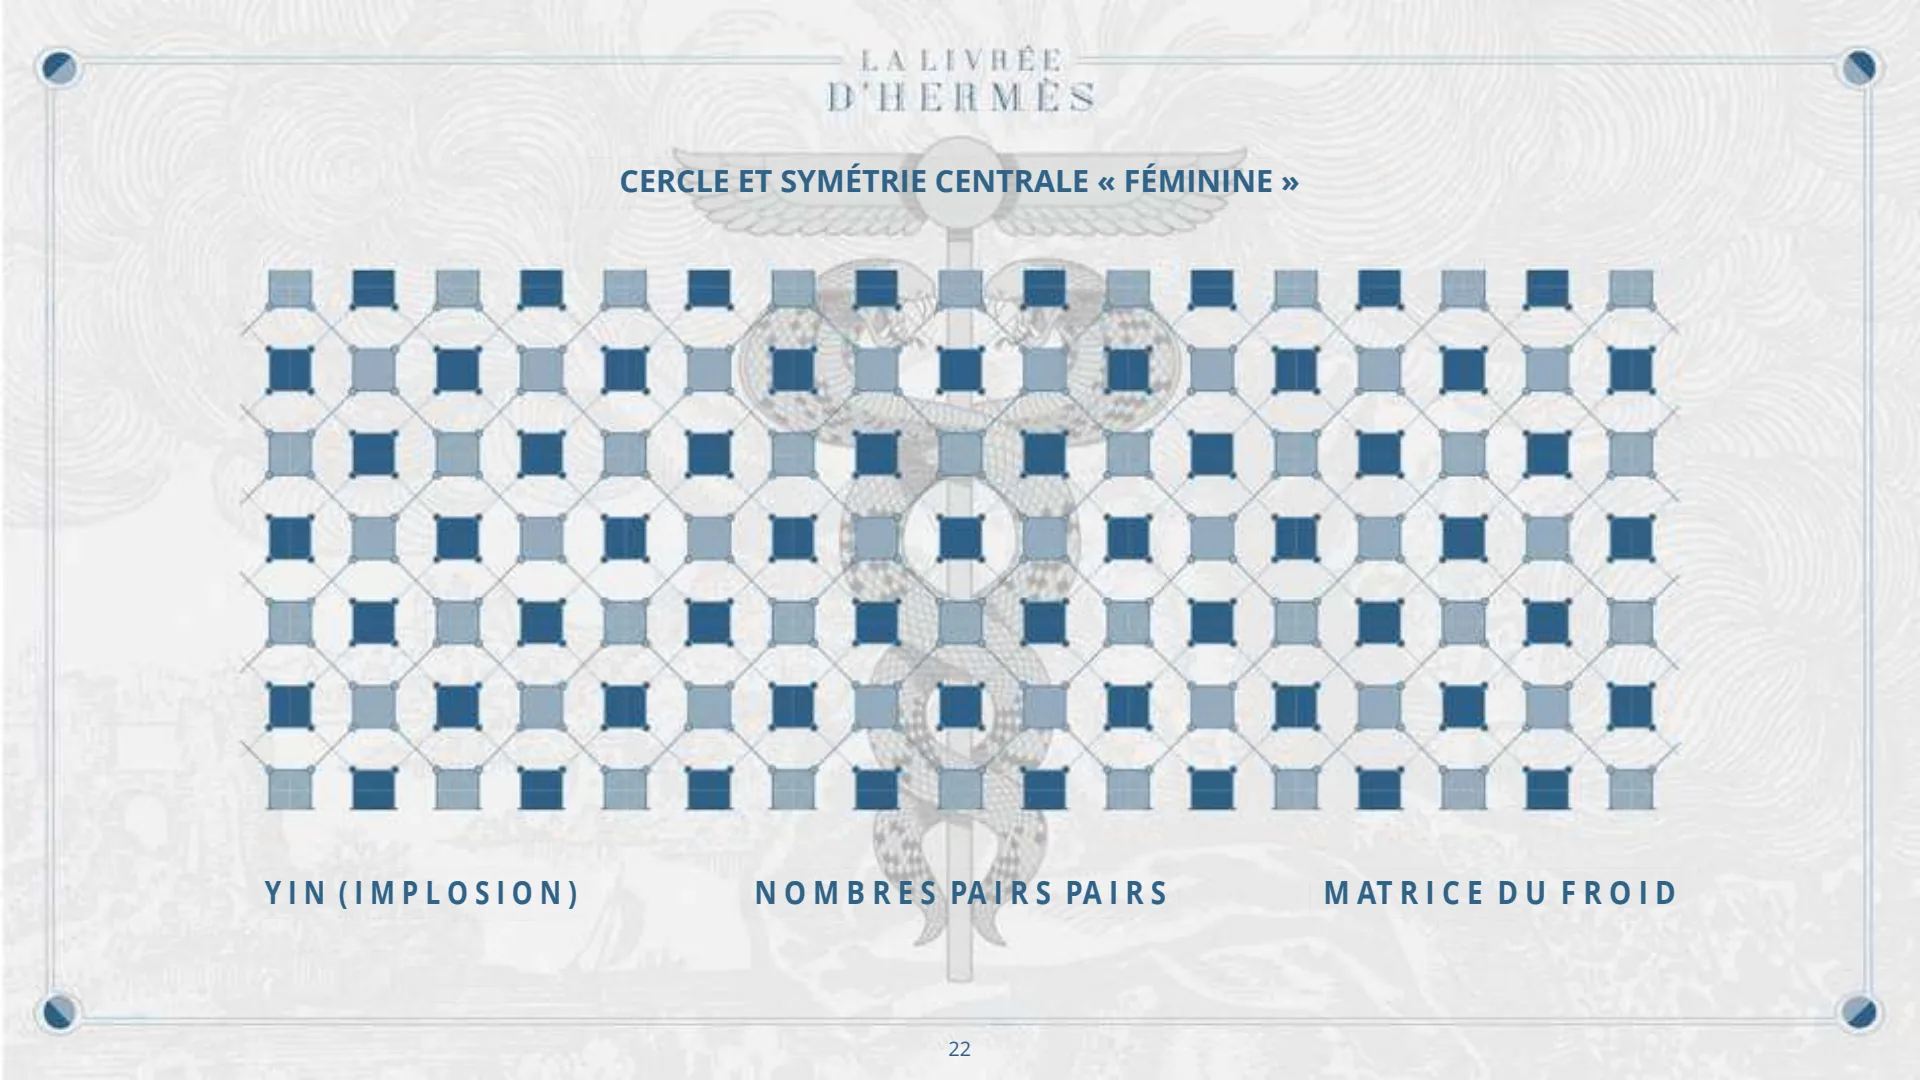 LA LIVRÉE
D'HERMÈS
CERCLE ET SYMÉTRIE CENTRALE « FÉMININE »
YIN (IMPLOSION)
NOMBRES PAIRS PAIRS
MATRICE DU FROID
22